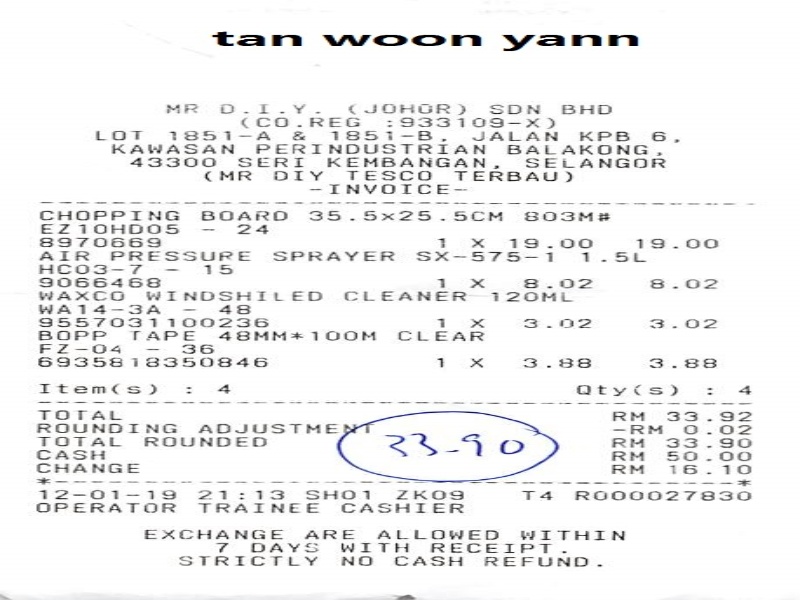 tan woon yann
MR D.I.Y. (JOHOR) SDN BHD
(CO.REG :933109-X)
LOT 1851-A & 1851-B, JALAN KPB 6,
KAWASAN PERINDUSTRIAN BALAKONG,
43300 SERI KEMBANGAN, SELANGOR
(MR DIY TESCO TERBAU)
-INVOICE-
CHOPPING BOARD 35.5x25.5CM 803M#
EZ10HD05 - 24
8970669 1 X 19.00 19.00
AIR PRESSURE SPRAYER SX-575-1 1.5L
HC03-7 - 15
9066468 1 X 8.02 8.02
WAXCO WINDSHILED CLEANER 120ML
WA14-3A - 48
9557031100236 1 X 3.02 3.02
BOPP TAPE 48MM*100M CLEAR
FZ-04 - 36
6935818350846 1 X 3.88 3.88
Item(s) : 4 Qty(s) : 4
TOTAL RM 33.92
ROUNDING ADJUSTMENT -RM 0.02
TOTAL ROUNDED RM 33.90
33.90
CASH RM 50.00
CHANGE RM 16.10
12-01-19 21:13 SH01 ZK09 T4 R000027830
OPERATOR TRAINEE CASHIER
EXCHANGE ARE ALLOWED WITHIN
7 DAYS WITH RECEIPT.
STRICTLY NO CASH REFUND.